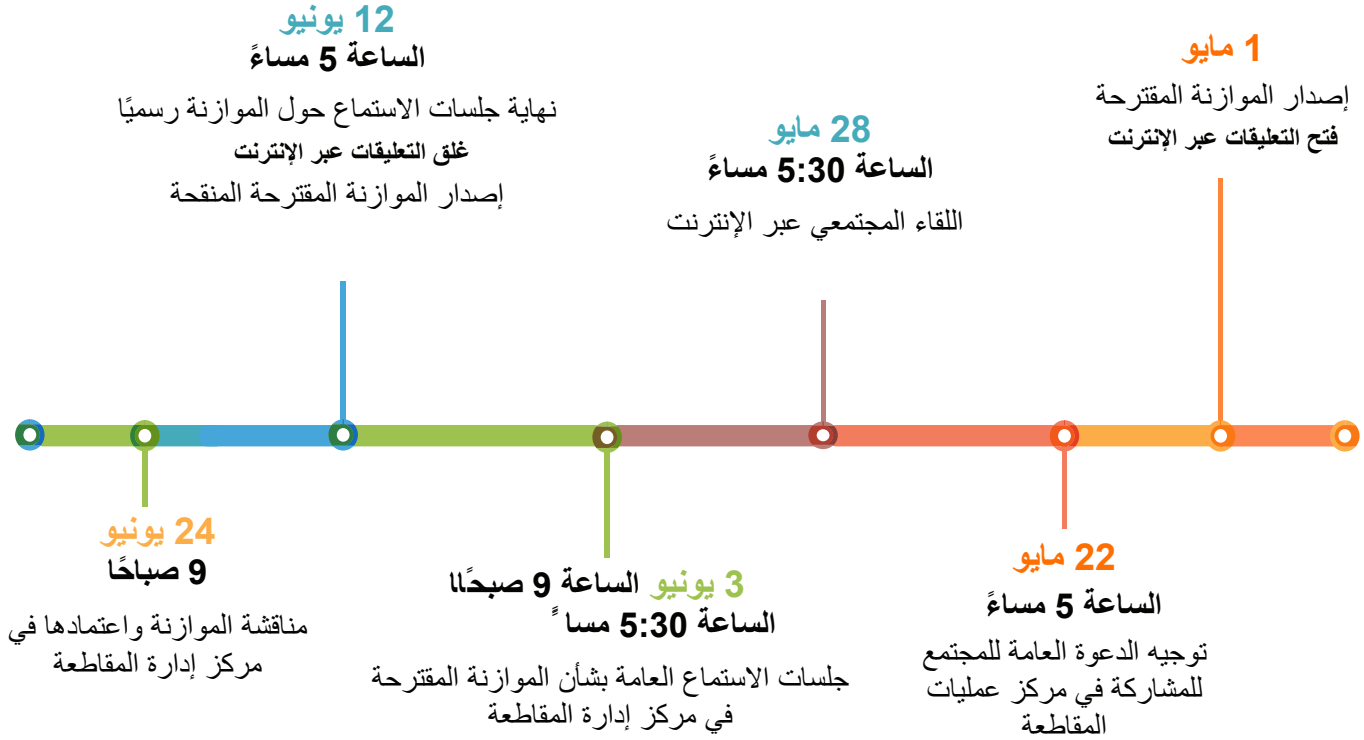 1 مايو
إصدار الموازنة المقترحة
فتح التعليقات عبر الإنترنت
22 مايو
الساعة 5 مساءً
توجيه الدعوة العامة للمجتمع
للمشاركة في مركز عمليات
المقاطعة
28 مايو
الساعة 5:30 مساءً
اللقاء المجتمعي عبر الإنترنت
3 يونيو الساعة 9 صبحًاا
الساعة 5:30 مسا ً
جلسات الاستماع العامة بشأن الموازنة المقترحة
في مركز إدارة المقاطعة
12 يونيو
الساعة 5 مساءً
نهاية جلسات الاستماع حول الموازنة رسميًا
غلق التعليقات عبر الإنترنت
إصدار الموازنة المقترحة المنقحة
24 يونيو
9 صباحًا
مناقشة الموازنة واعتمادها في
مركز إدارة المقاطعة